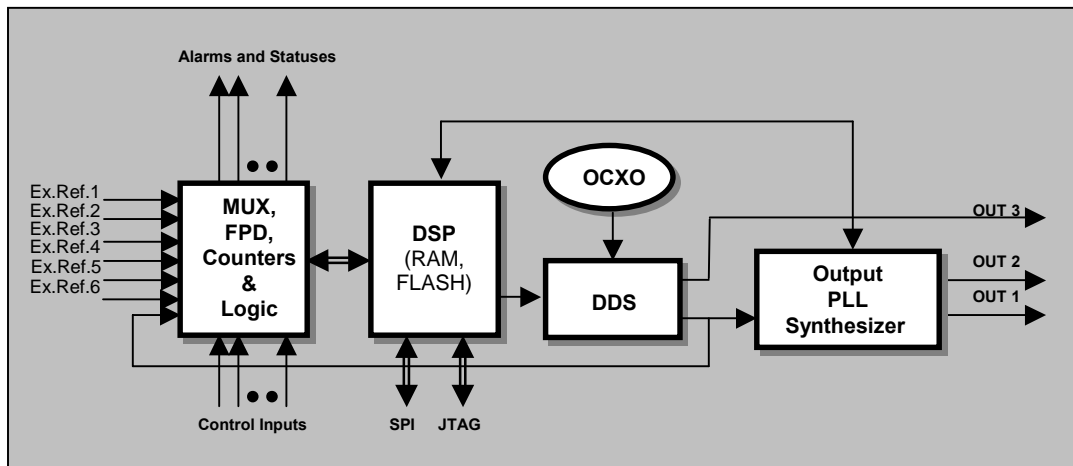 Alarms and Statuses
Ex.Ref.1
Ex.Ref.2
Ex.Ref.3
Ex.Ref.4
Ex.Ref.5
Ex.Ref.6
MUX,
FPD,
Counters
&
Logic
DSP
(RAM,
FLASH)
OCXO
DDS
Output
PLL
Synthesizer
OUT 3
OUT 2
OUT 1
Control Inputs
SPI
JTAG